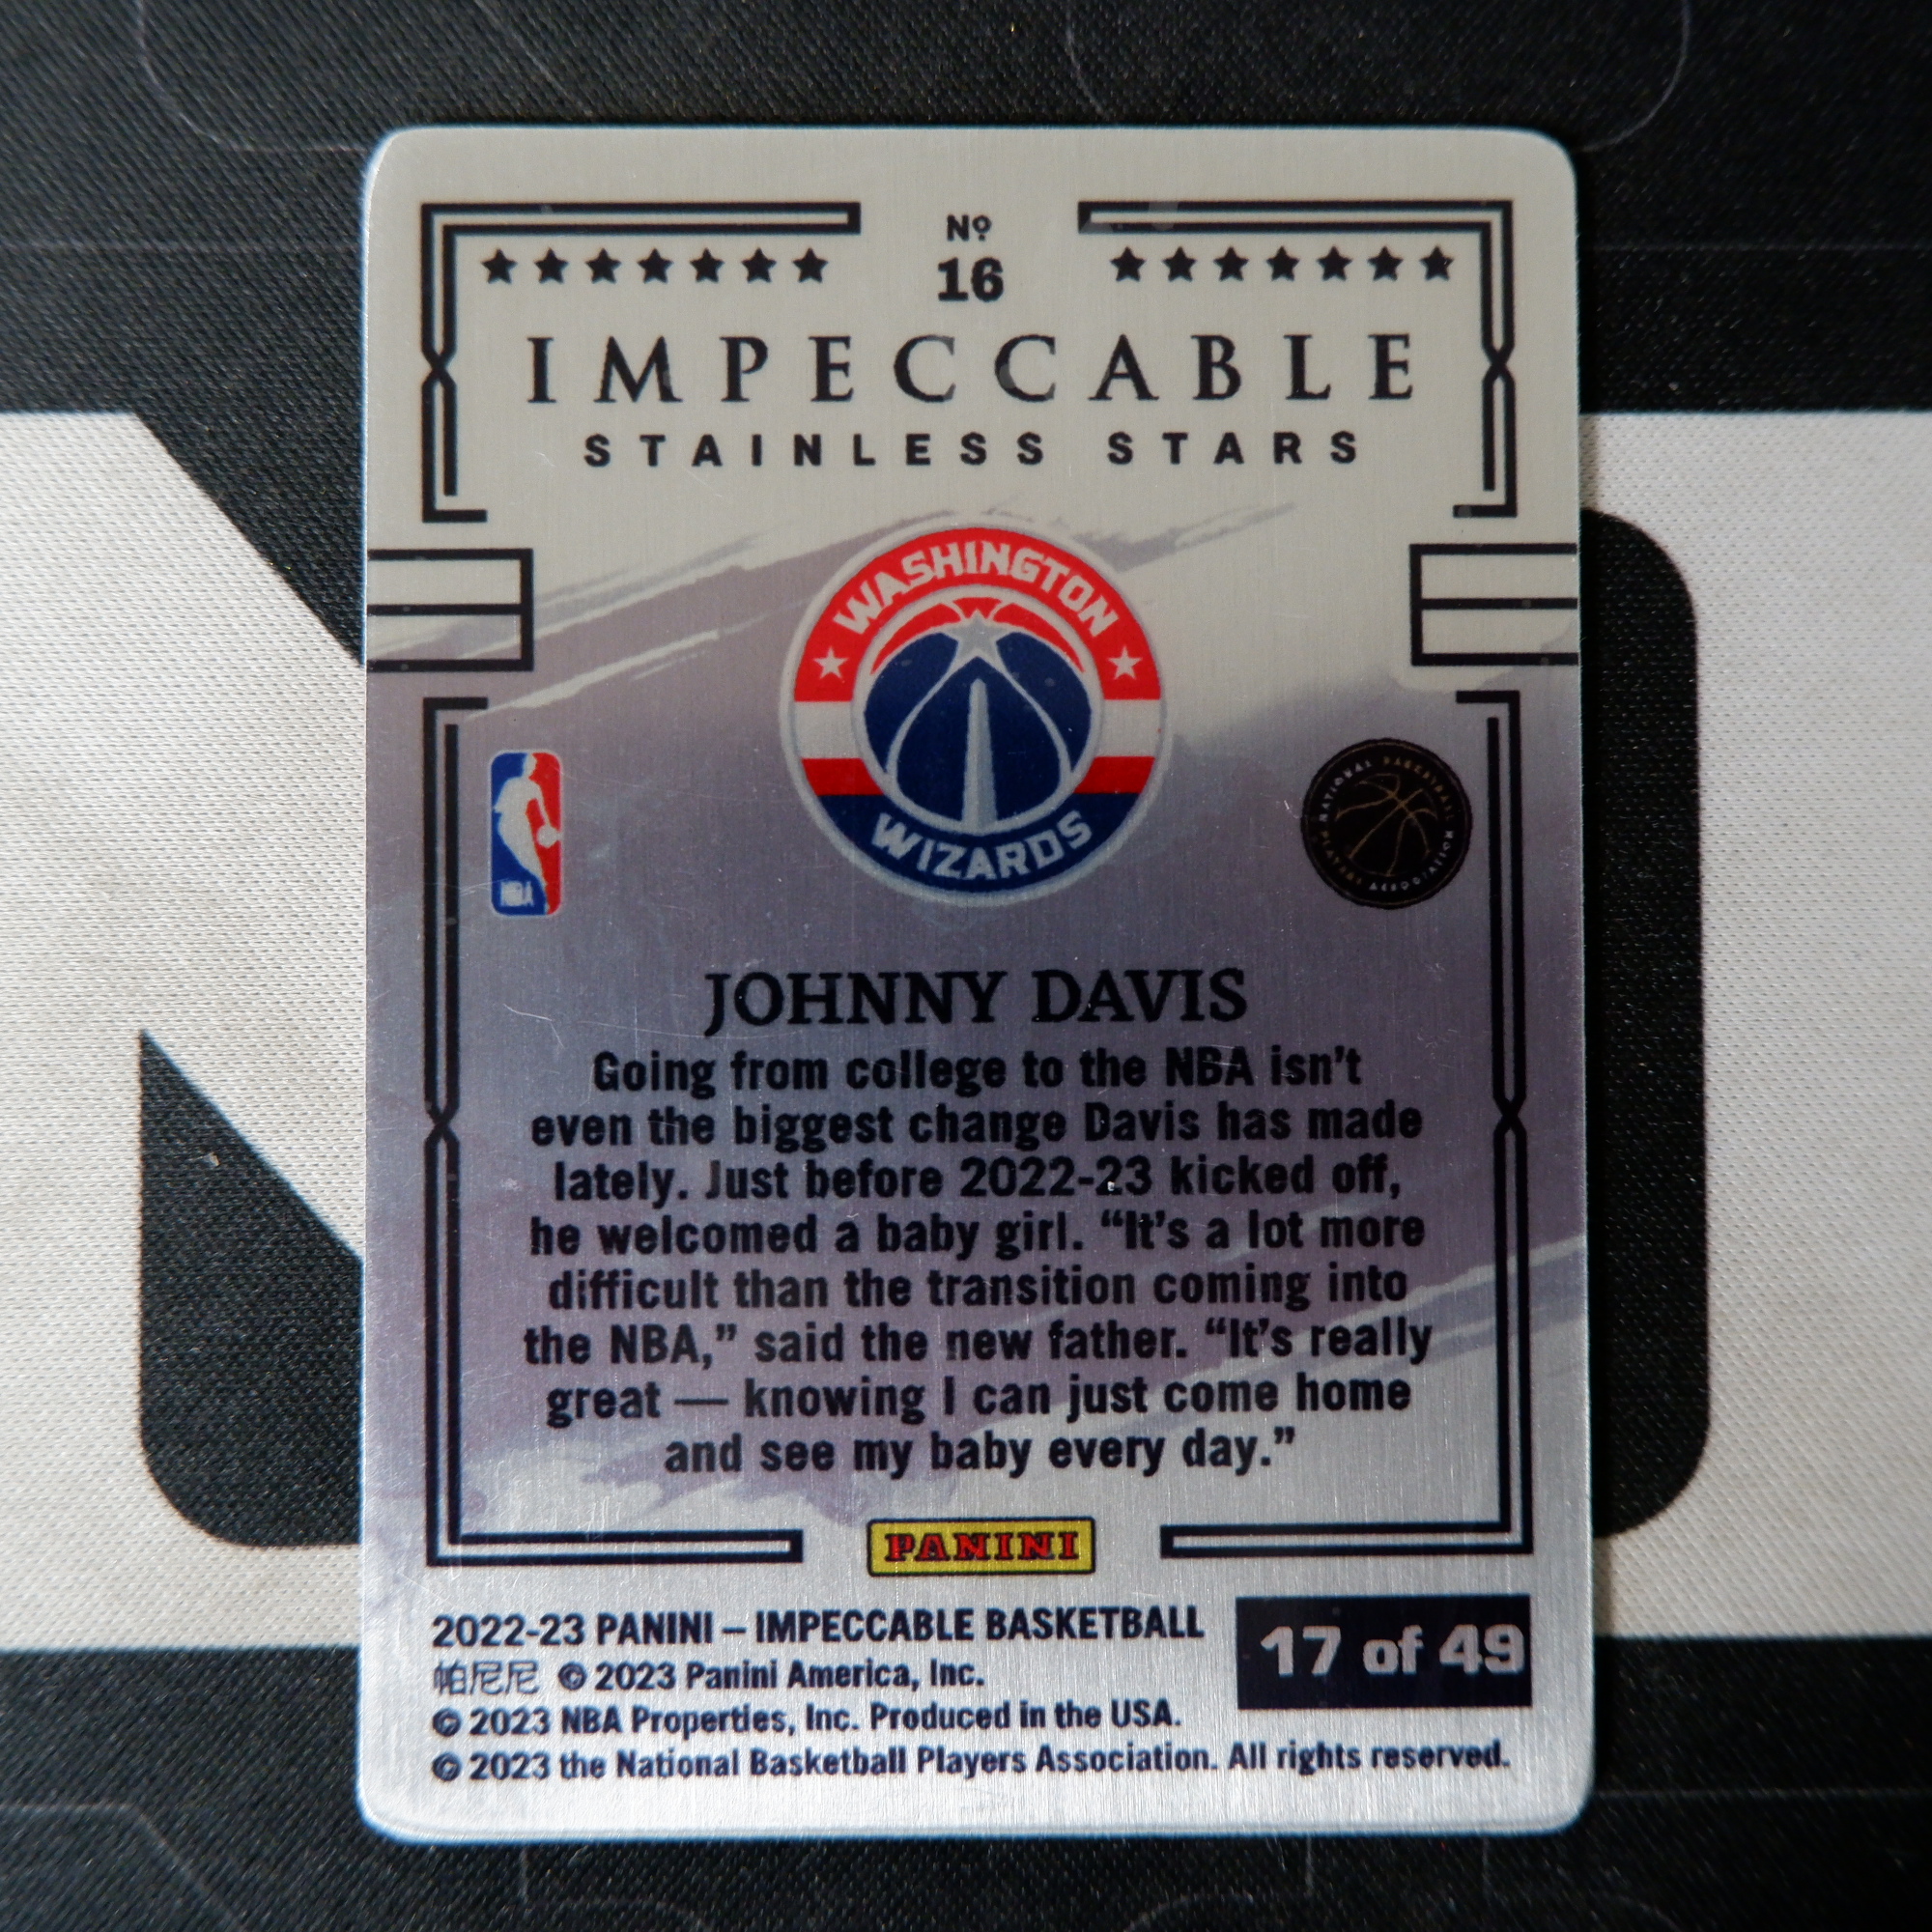 Nº
16
IMPECCABLE
STAINLESS STARS
WASHINGTON
WIZARDS
NBA
NATIONAL BASKETBALL
PLAYERS ASSOCIATION
JOHNNY DAVIS
Going from college to the NBA isn't
even the biggest change Davis has made
lately. Just before 2022-23 kicked off,
he welcomed a baby girl. “It's a lot more
difficult than the transition coming into
the NBA,” said the new father. “It's really
great — knowing I can just come home
and see my baby every day.”
PANINI
2022-23 PANINI – IMPECCABLE BASKETBALL
17 of 49
帕尼尼 © 2023 Panini America, Inc.
© 2023 NBA Properties, Inc. Produced in the USA.
© 2023 the National Basketball Players Association. All rights reserved.